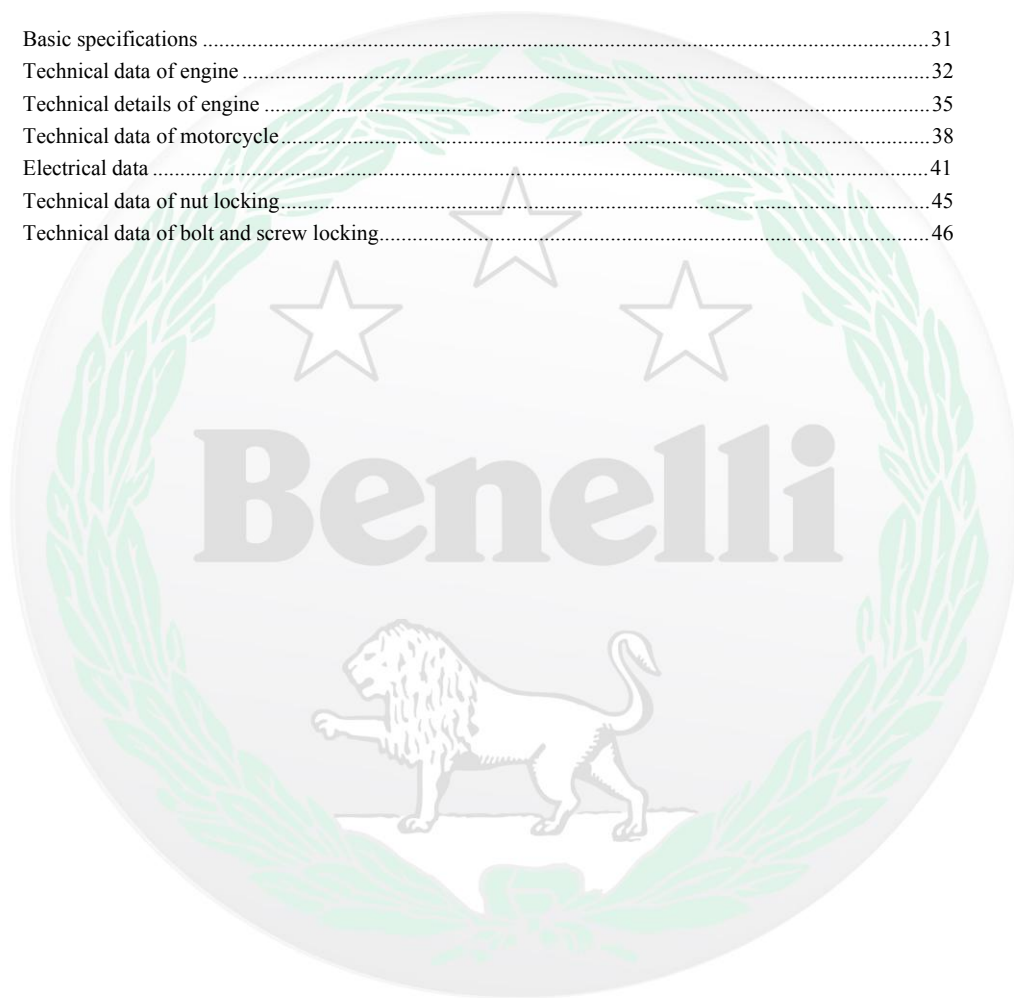 Basic specifications ........................................................................................................ 31
Technical data of engine ........................................................................................................ 32
Technical details of engine ........................................................................................................ 35
Technical data of motorcycle ........................................................................................................ 38
Electrical data ........................................................................................................ 41
Technical data of nut locking ........................................................................................................ 45
Technical data of bolt and screw locking ........................................................................................................ 46
Benelli